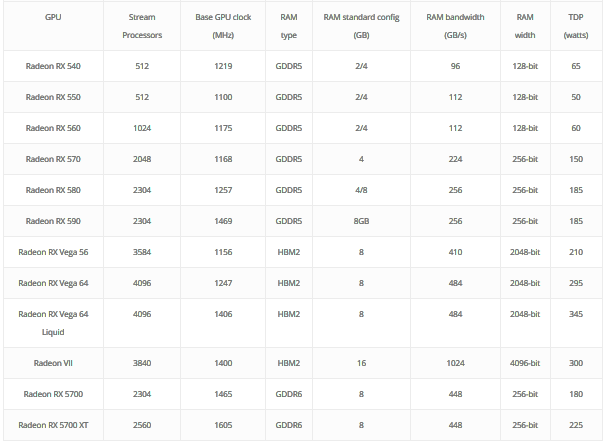 GPU Stream Processors Base GPU clock (MHz) RAM type RAM standard config (GB) RAM bandwidth (GB/s) RAM width TDP (watts)
Radeon RX 540 512 1219 GDDR5 2/4 96 128-bit 65
Radeon RX 550 512 1100 GDDR5 2/4 112 128-bit 50
Radeon RX 560 1024 1175 GDDR5 2/4 112 128-bit 60
Radeon RX 570 2048 1168 GDDR5 4 224 256-bit 150
Radeon RX 580 2304 1257 GDDR5 4/8 256 256-bit 185
Radeon RX 590 2304 1469 GDDR5 8GB 256 256-bit 185
Radeon RX Vega 56 3584 1156 HBM2 8 410 2048-bit 210
Radeon RX Vega 64 4096 1247 HBM2 8 484 2048-bit 295
Radeon RX Vega 64 Liquid 4096 1406 HBM2 8 484 2048-bit 345
Radeon VII 3840 1400 HBM2 16 1024 4096-bit 300
Radeon RX 5700 2304 1465 GDDR6 8 448 256-bit 180
Radeon RX 5700 XT 2560 1605 GDDR6 8 448 256-bit 225